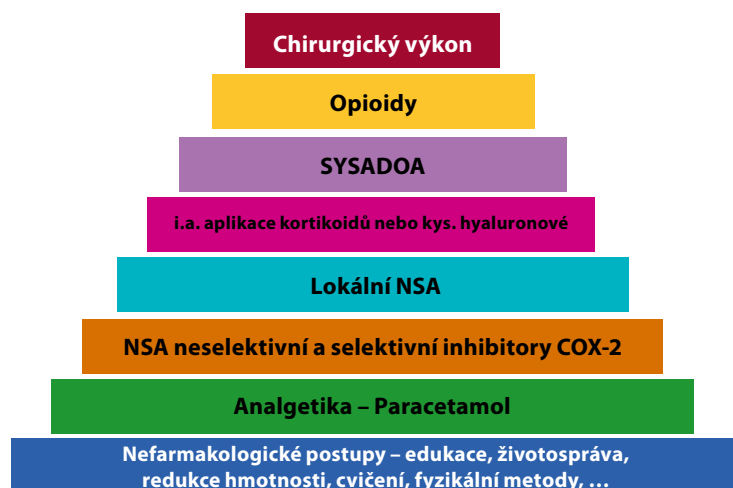 Chirurgický výkon
Opioidy
SYSADOA
i.a. aplikace kortikoidů nebo kys. hyaluronové
Lokální NSA
NSA neselektivní a selektivní inhibitory COX-2
Analgetika – Paracetamol
Nefarmakologické postupy – edukace, životospráva,
redukce hmotnosti, cvičení, fyzikální metody, …